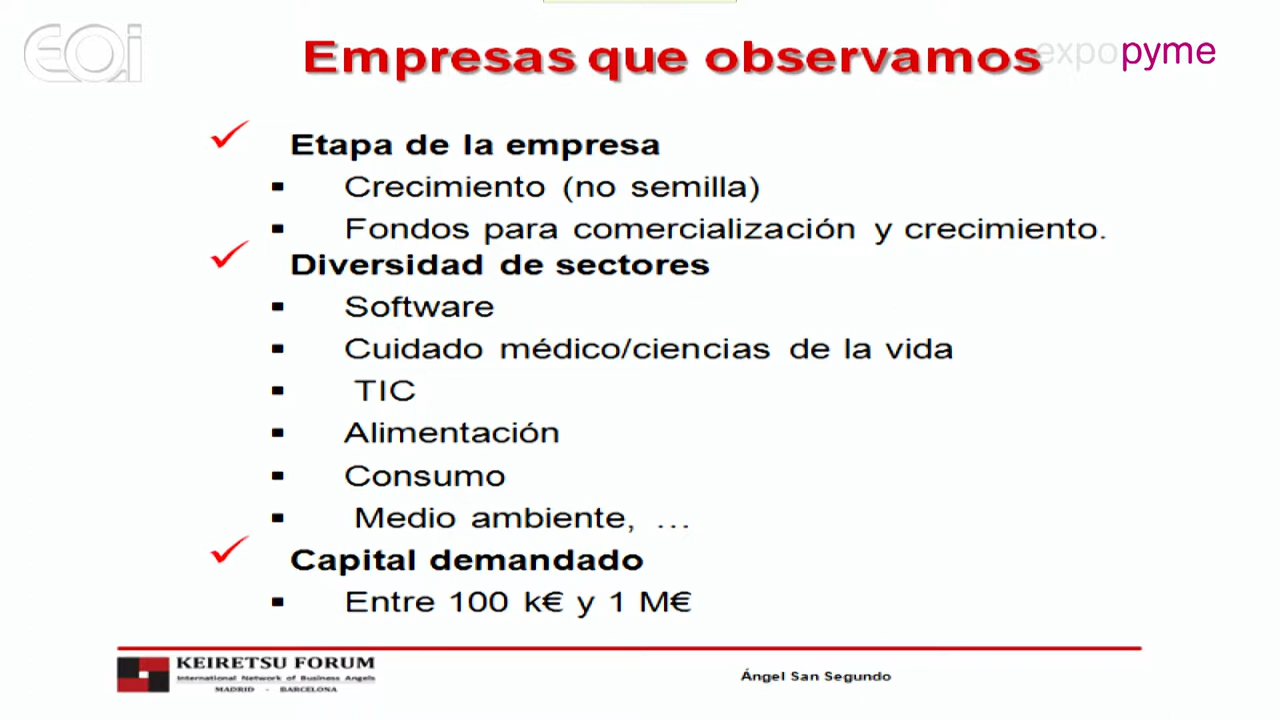 EOi
Empresas que observamos
expopyme
Etapa de la empresa
Crecimiento (no semilla)
Fondos para comercialización y crecimiento.
Diversidad de sectores
Software
Cuidado médico/ciencias de la vida
TIC
Alimentación
Consumo
Medio ambiente, ...
Capital demandado
Entre 100 k€ y 1 M€
KEIRETSU FORUM
International Network of Business Angels
MADRID - BARCELONA
Ángel San Segundo